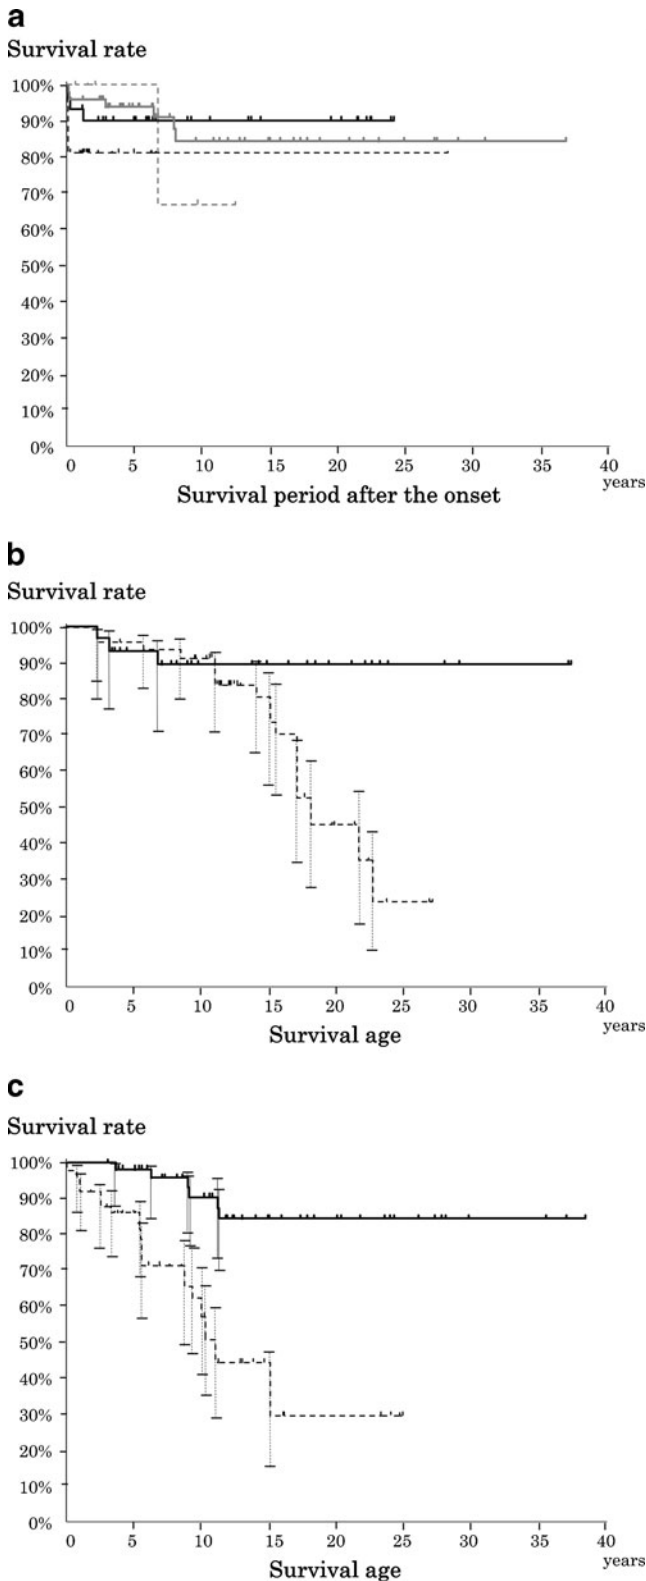 a
Survival rate
100%
90%
80%
70%
60%
50%
40%
30%
20%
10%
0%
0 5 10 15 20 25 30 35 40
years
Survival period after the onset
b
Survival rate
100%
90%
80%
70%
60%
50%
40%
30%
20%
10%
0%
0 5 10 15 20 25 30 35 40
years
Survival age
c
Survival rate
100%
90%
80%
70%
60%
50%
40%
30%
20%
10%
0%
0 5 10 15 20 25 30 35 40
years
Survival age